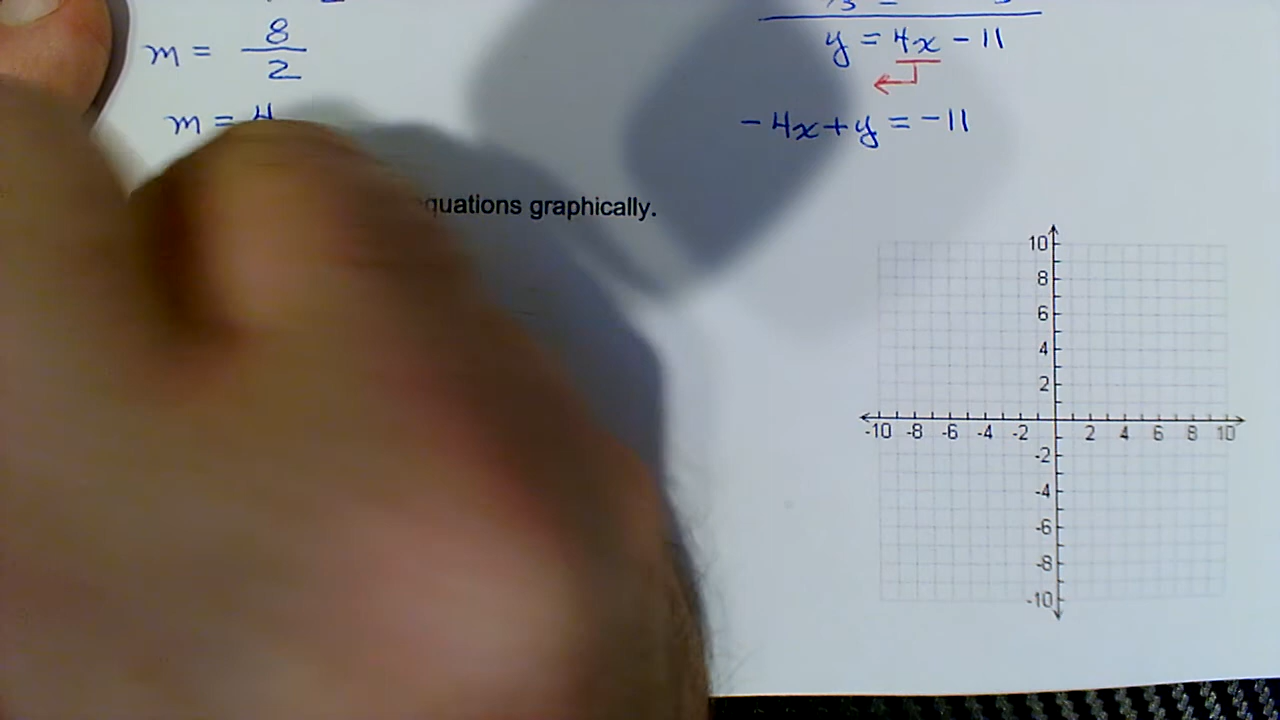 m = 8/2
m = 4
y = 4x - 11
-4x + y = -11
graphically.
10
8
6
4
2
-10 -8 -6 -4 -2 2 4 6 8 10
-2
-4
-6
-8
-10